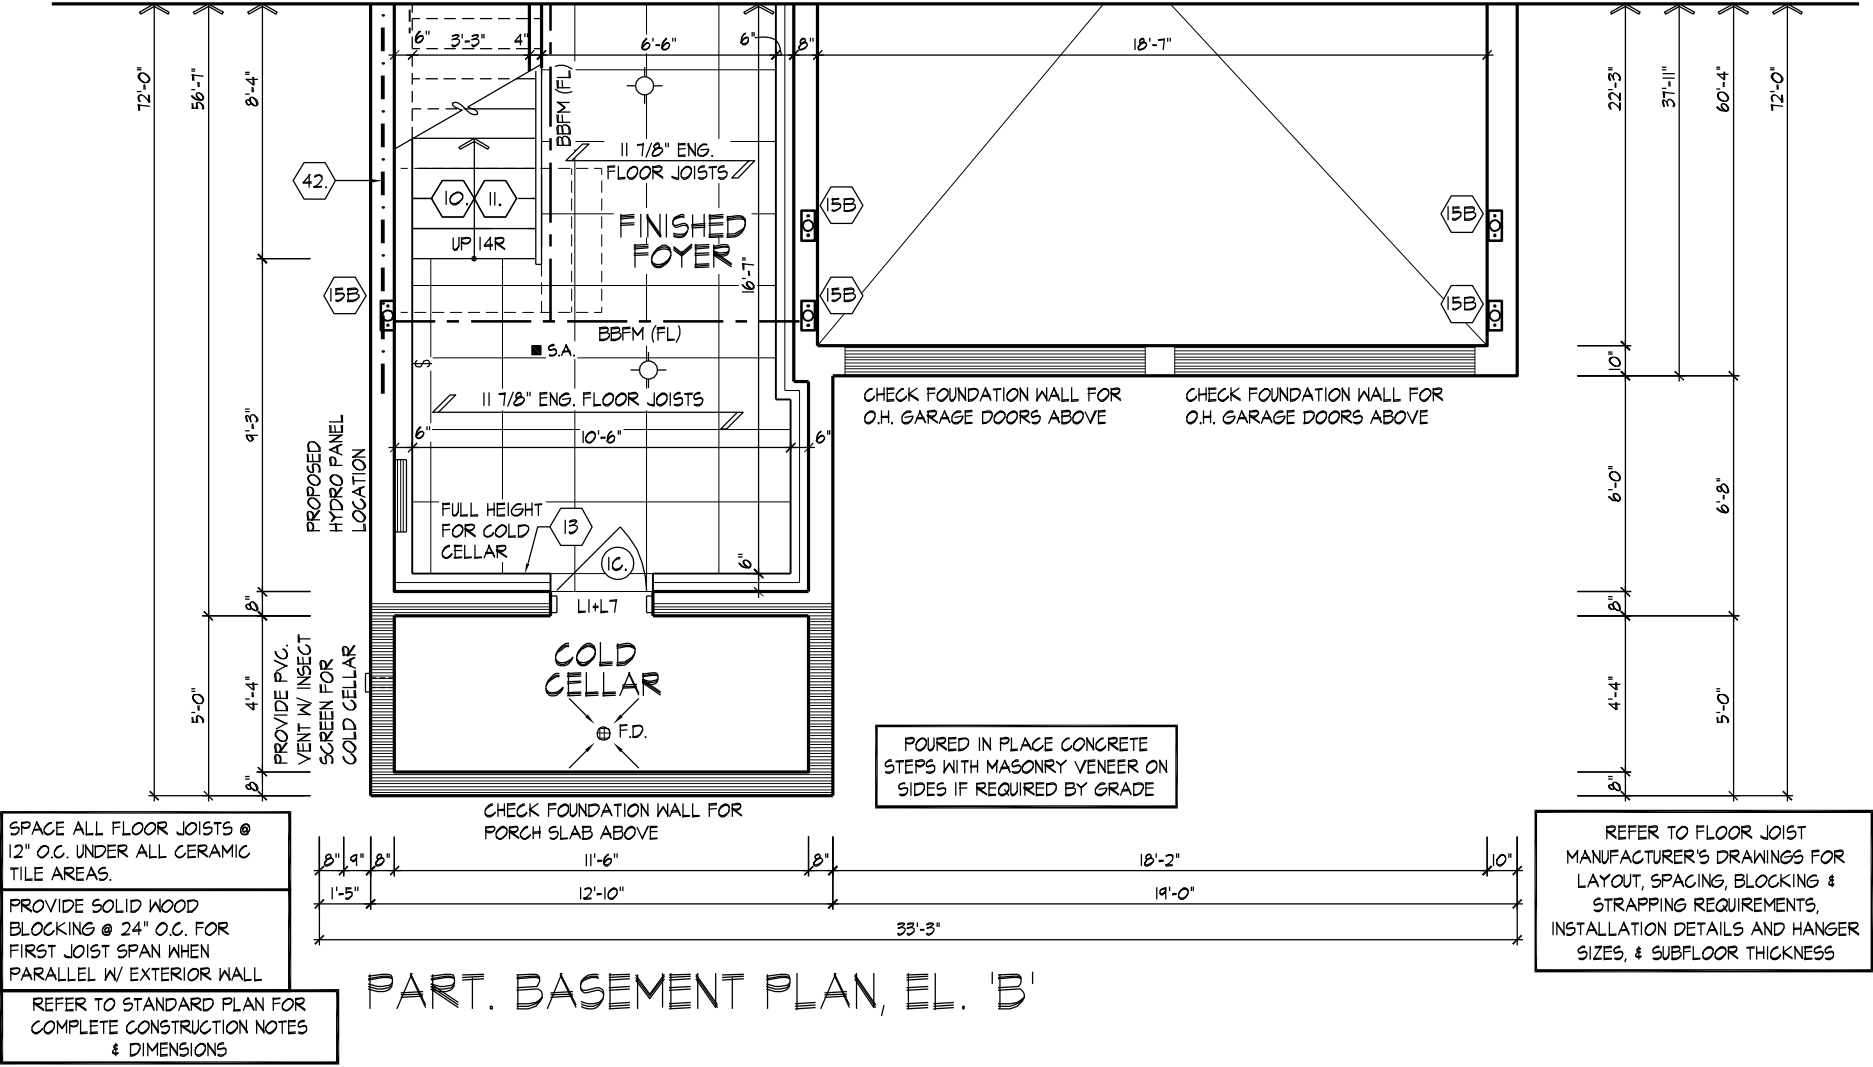 6"
3'-3"
4"
6'-6"
6"
8"
18'-7"
72'-0"
56'-7"
8'-4"
22'-3"
37'-11"
60'-4"
72'-0"
BBFM (FL)
11 7/8" ENG.
FLOOR JOISTS
42.
10.
11.
15B
15B
FINISHED
FOYER
UP 14R
16'-7"
15B
15B
15B
BBFM (FL)
S.A.
10"
11 7/8" ENG. FLOOR JOISTS
CHECK FOUNDATION WALL FOR
O.H. GARAGE DOORS ABOVE
CHECK FOUNDATION WALL FOR
O.H. GARAGE DOORS ABOVE
9'-3"
6"
10'-6"
6"
PROPOSED
HYDRO PANEL
LOCATION
6'-0"
6'-8"
FULL HEIGHT
FOR COLD
CELLAR
13
1C.
6"
8"
L1+L7
8"
COLD
CELLAR
F.D.
5'-0"
4'-4"
PROVIDE PVC.
VENT W/ INSECT
SCREEN FOR
COLD CELLAR
4'-4"
5'-0"
8"
8"
POURED IN PLACE CONCRETE
STEPS WITH MASONRY VENEER ON
SIDES IF REQUIRED BY GRADE
CHECK FOUNDATION WALL FOR
PORCH SLAB ABOVE
SPACE ALL FLOOR JOISTS @
12" O.C. UNDER ALL CERAMIC
TILE AREAS.
PROVIDE SOLID WOOD
BLOCKING @ 24" O.C. FOR
FIRST JOIST SPAN WHEN
PARALLEL W/ EXTERIOR WALL
REFER TO STANDARD PLAN FOR
COMPLETE CONSTRUCTION NOTES
& DIMENSIONS
8"
9"
8"
11'-6"
8"
18'-2"
10"
1'-5"
12'-10"
19'-0"
33'-3"
REFER TO FLOOR JOIST
MANUFACTURER'S DRAWINGS FOR
LAYOUT, SPACING, BLOCKING &
STRAPPING REQUIREMENTS,
INSTALLATION DETAILS AND HANGER
SIZES, & SUBFLOOR THICKNESS
PART. BASEMENT PLAN, EL. 'B'